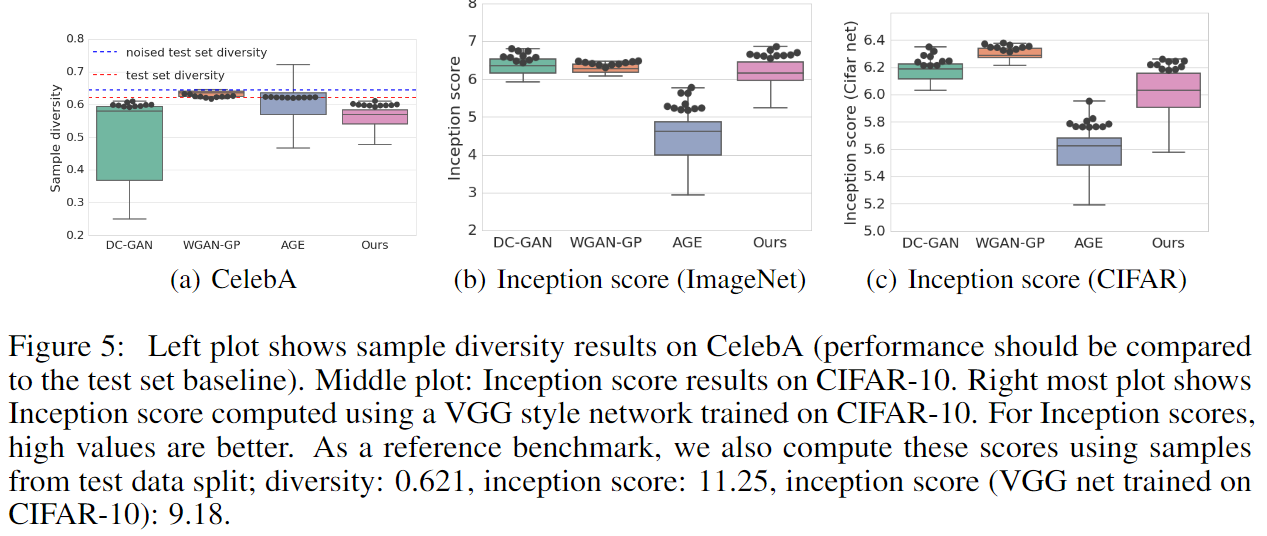 0.8
0.7
0.6
0.5
0.4
0.3
0.2
Sample diversity
noised test set diversity
test set diversity
DC-GAN WGAN-GP AGE Ours
(a) CelebA
8
7
6
5
4
3
2
Inception score
DC-GAN WGAN-GP AGE Ours
(b) Inception score (ImageNet)
6.4
6.2
6.0
5.8
5.6
5.4
5.2
5.0
Inception score (Cifar net)
DC-GAN WGAN-GP AGE Ours
(c) Inception score (CIFAR)
Figure 5: Left plot shows sample diversity results on CelebA (performance should be compared
to the test set baseline). Middle plot: Inception score results on CIFAR-10. Right most plot shows
Inception score computed using a VGG style network trained on CIFAR-10. For Inception scores,
high values are better. As a reference benchmark, we also compute these scores using samples
from test data split; diversity: 0.621, inception score: 11.25, inception score (VGG net trained on
CIFAR-10): 9.18.